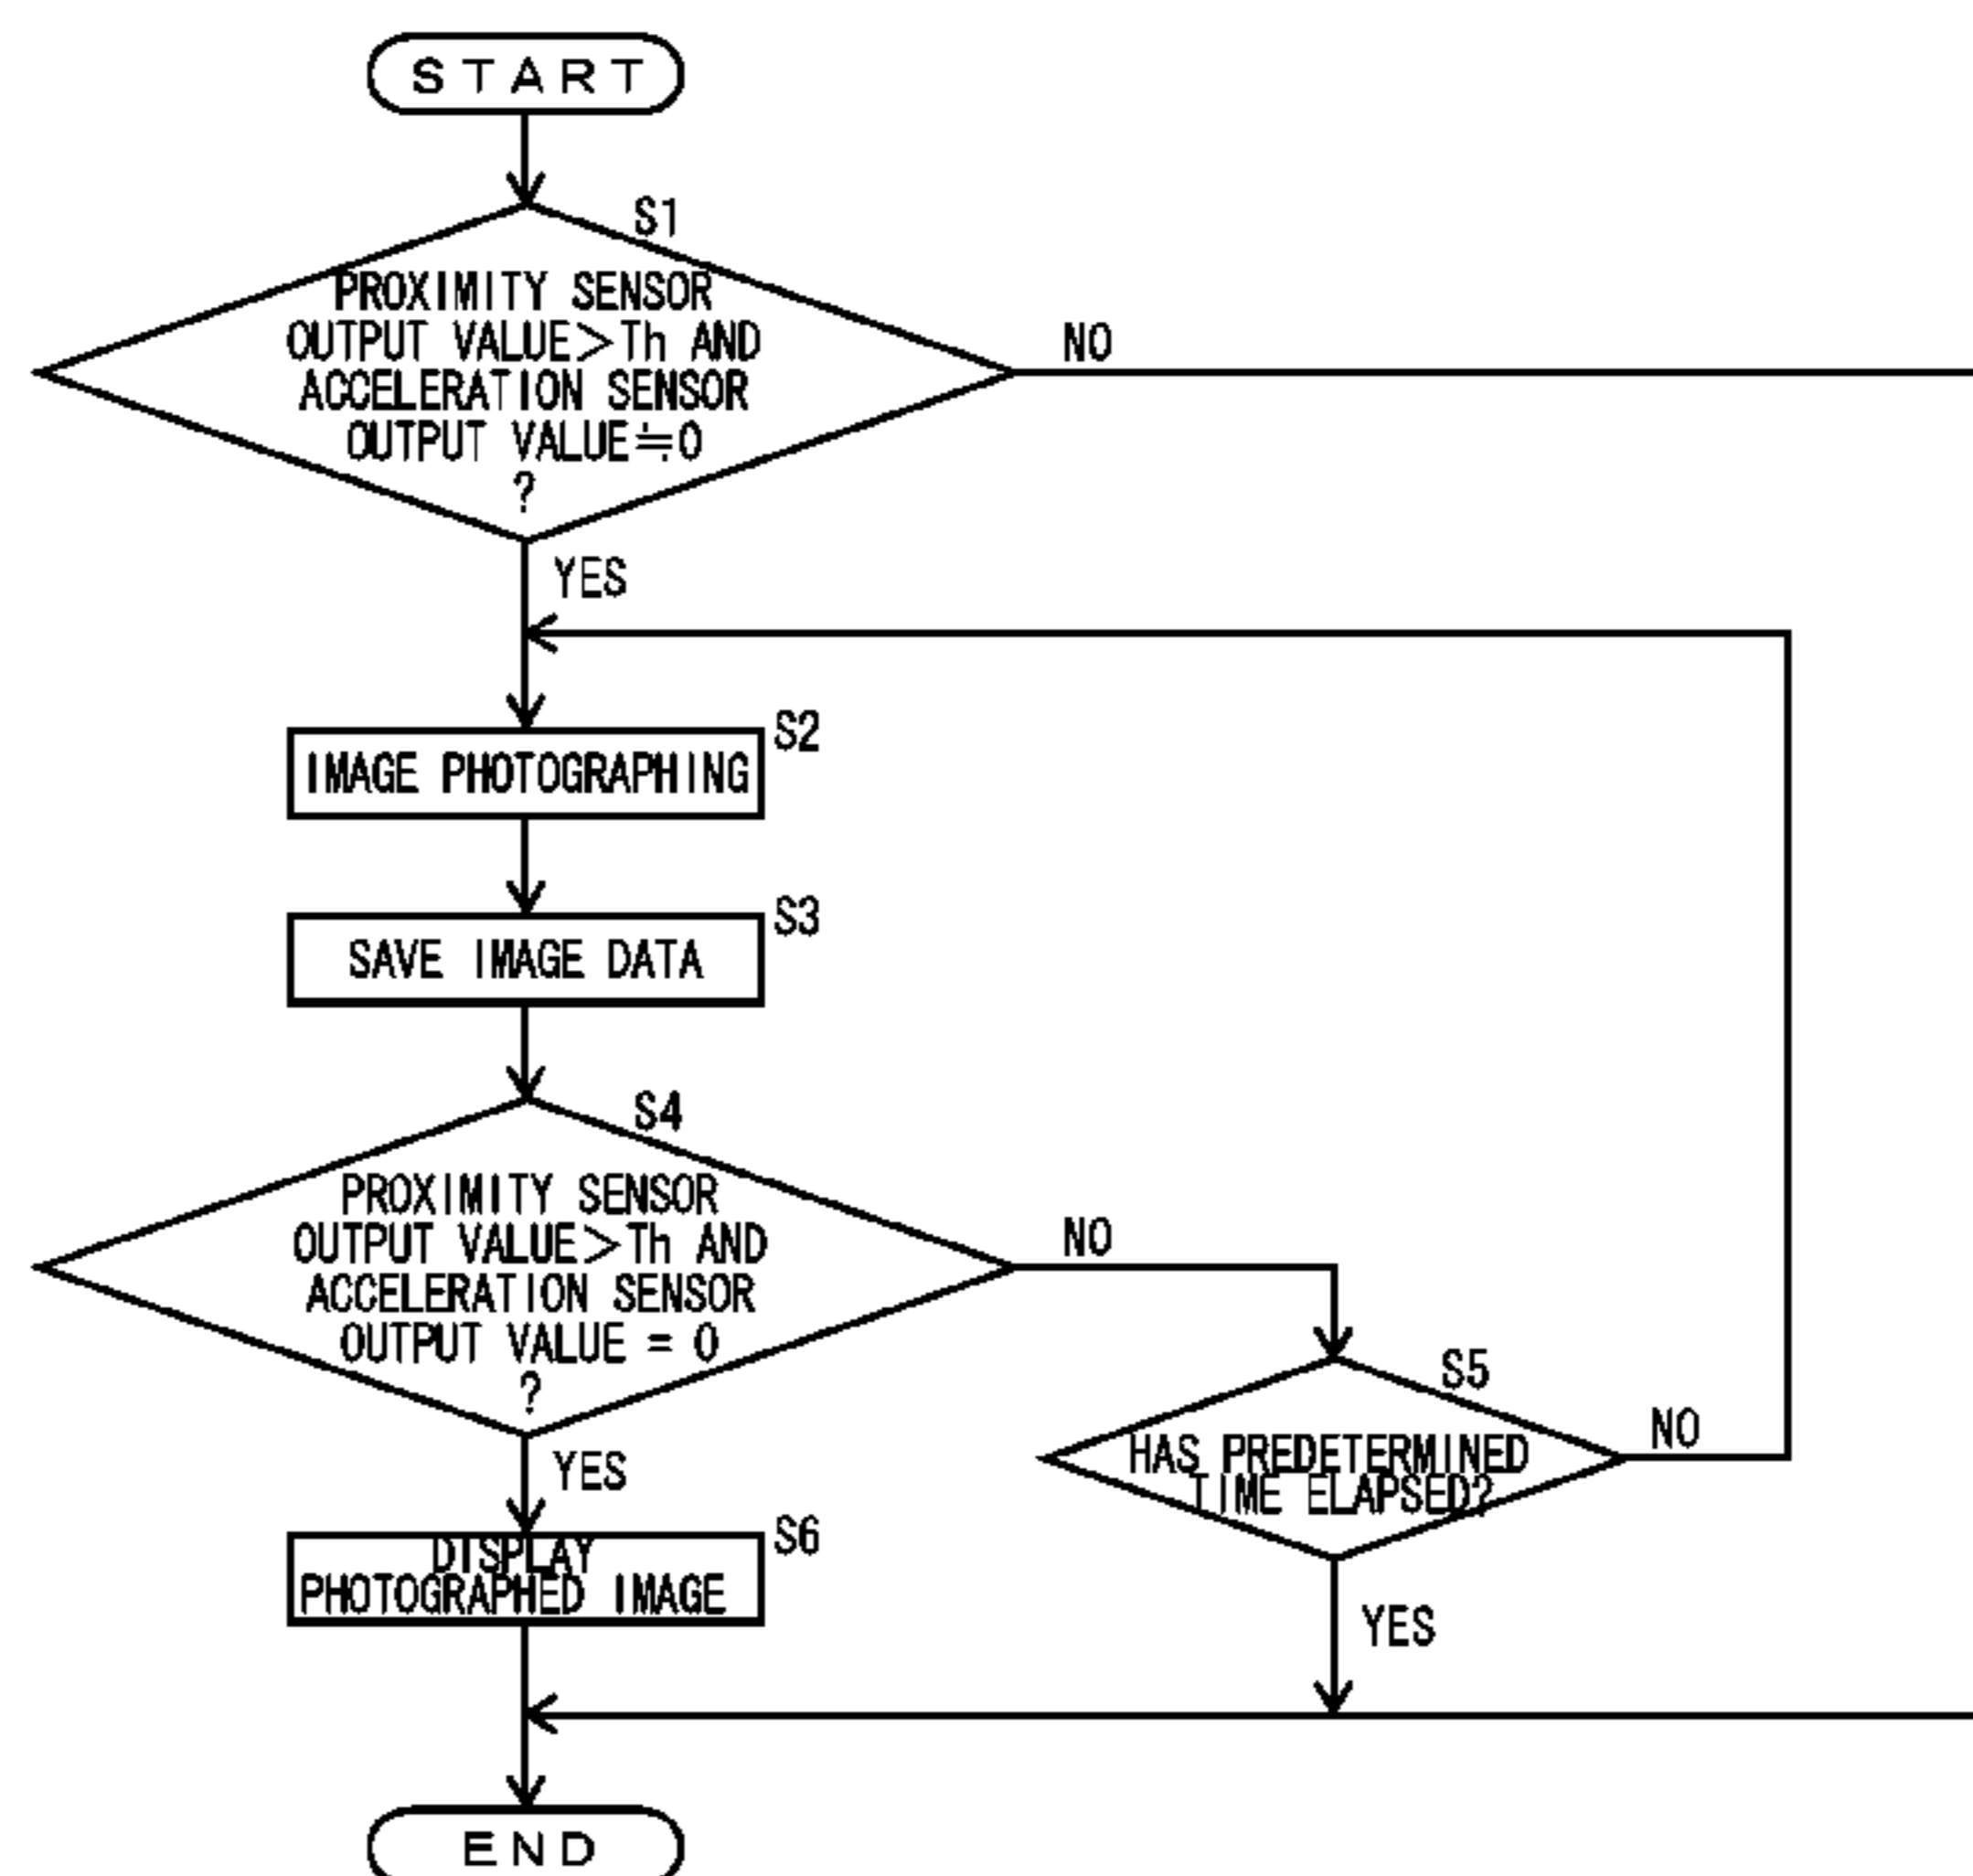 START
S1
PROXIMITY SENSOR
OUTPUT VALUE>Th AND
ACCELERATION SENSOR
OUTPUT VALUE≒0
?
NO
YES
S2
IMAGE PHOTOGRAPHING
S3
SAVE IMAGE DATA
S4
PROXIMITY SENSOR
OUTPUT VALUE>Th AND
ACCELERATION SENSOR
OUTPUT VALUE = 0
?
NO
YES
S5
HAS PREDETERMINED
TIME ELAPSED?
NO
YES
S6
DISPLAY
PHOTOGRAPHED IMAGE
END